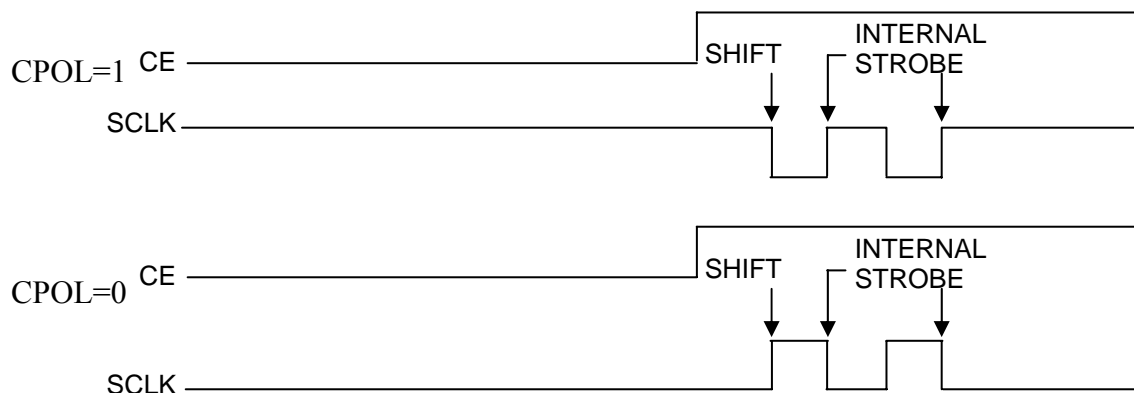 INTERNAL
SHIFT STROBE
CPOL=1 CE
SCLK
INTERNAL
SHIFT STROBE
CPOL=0 CE
SCLK